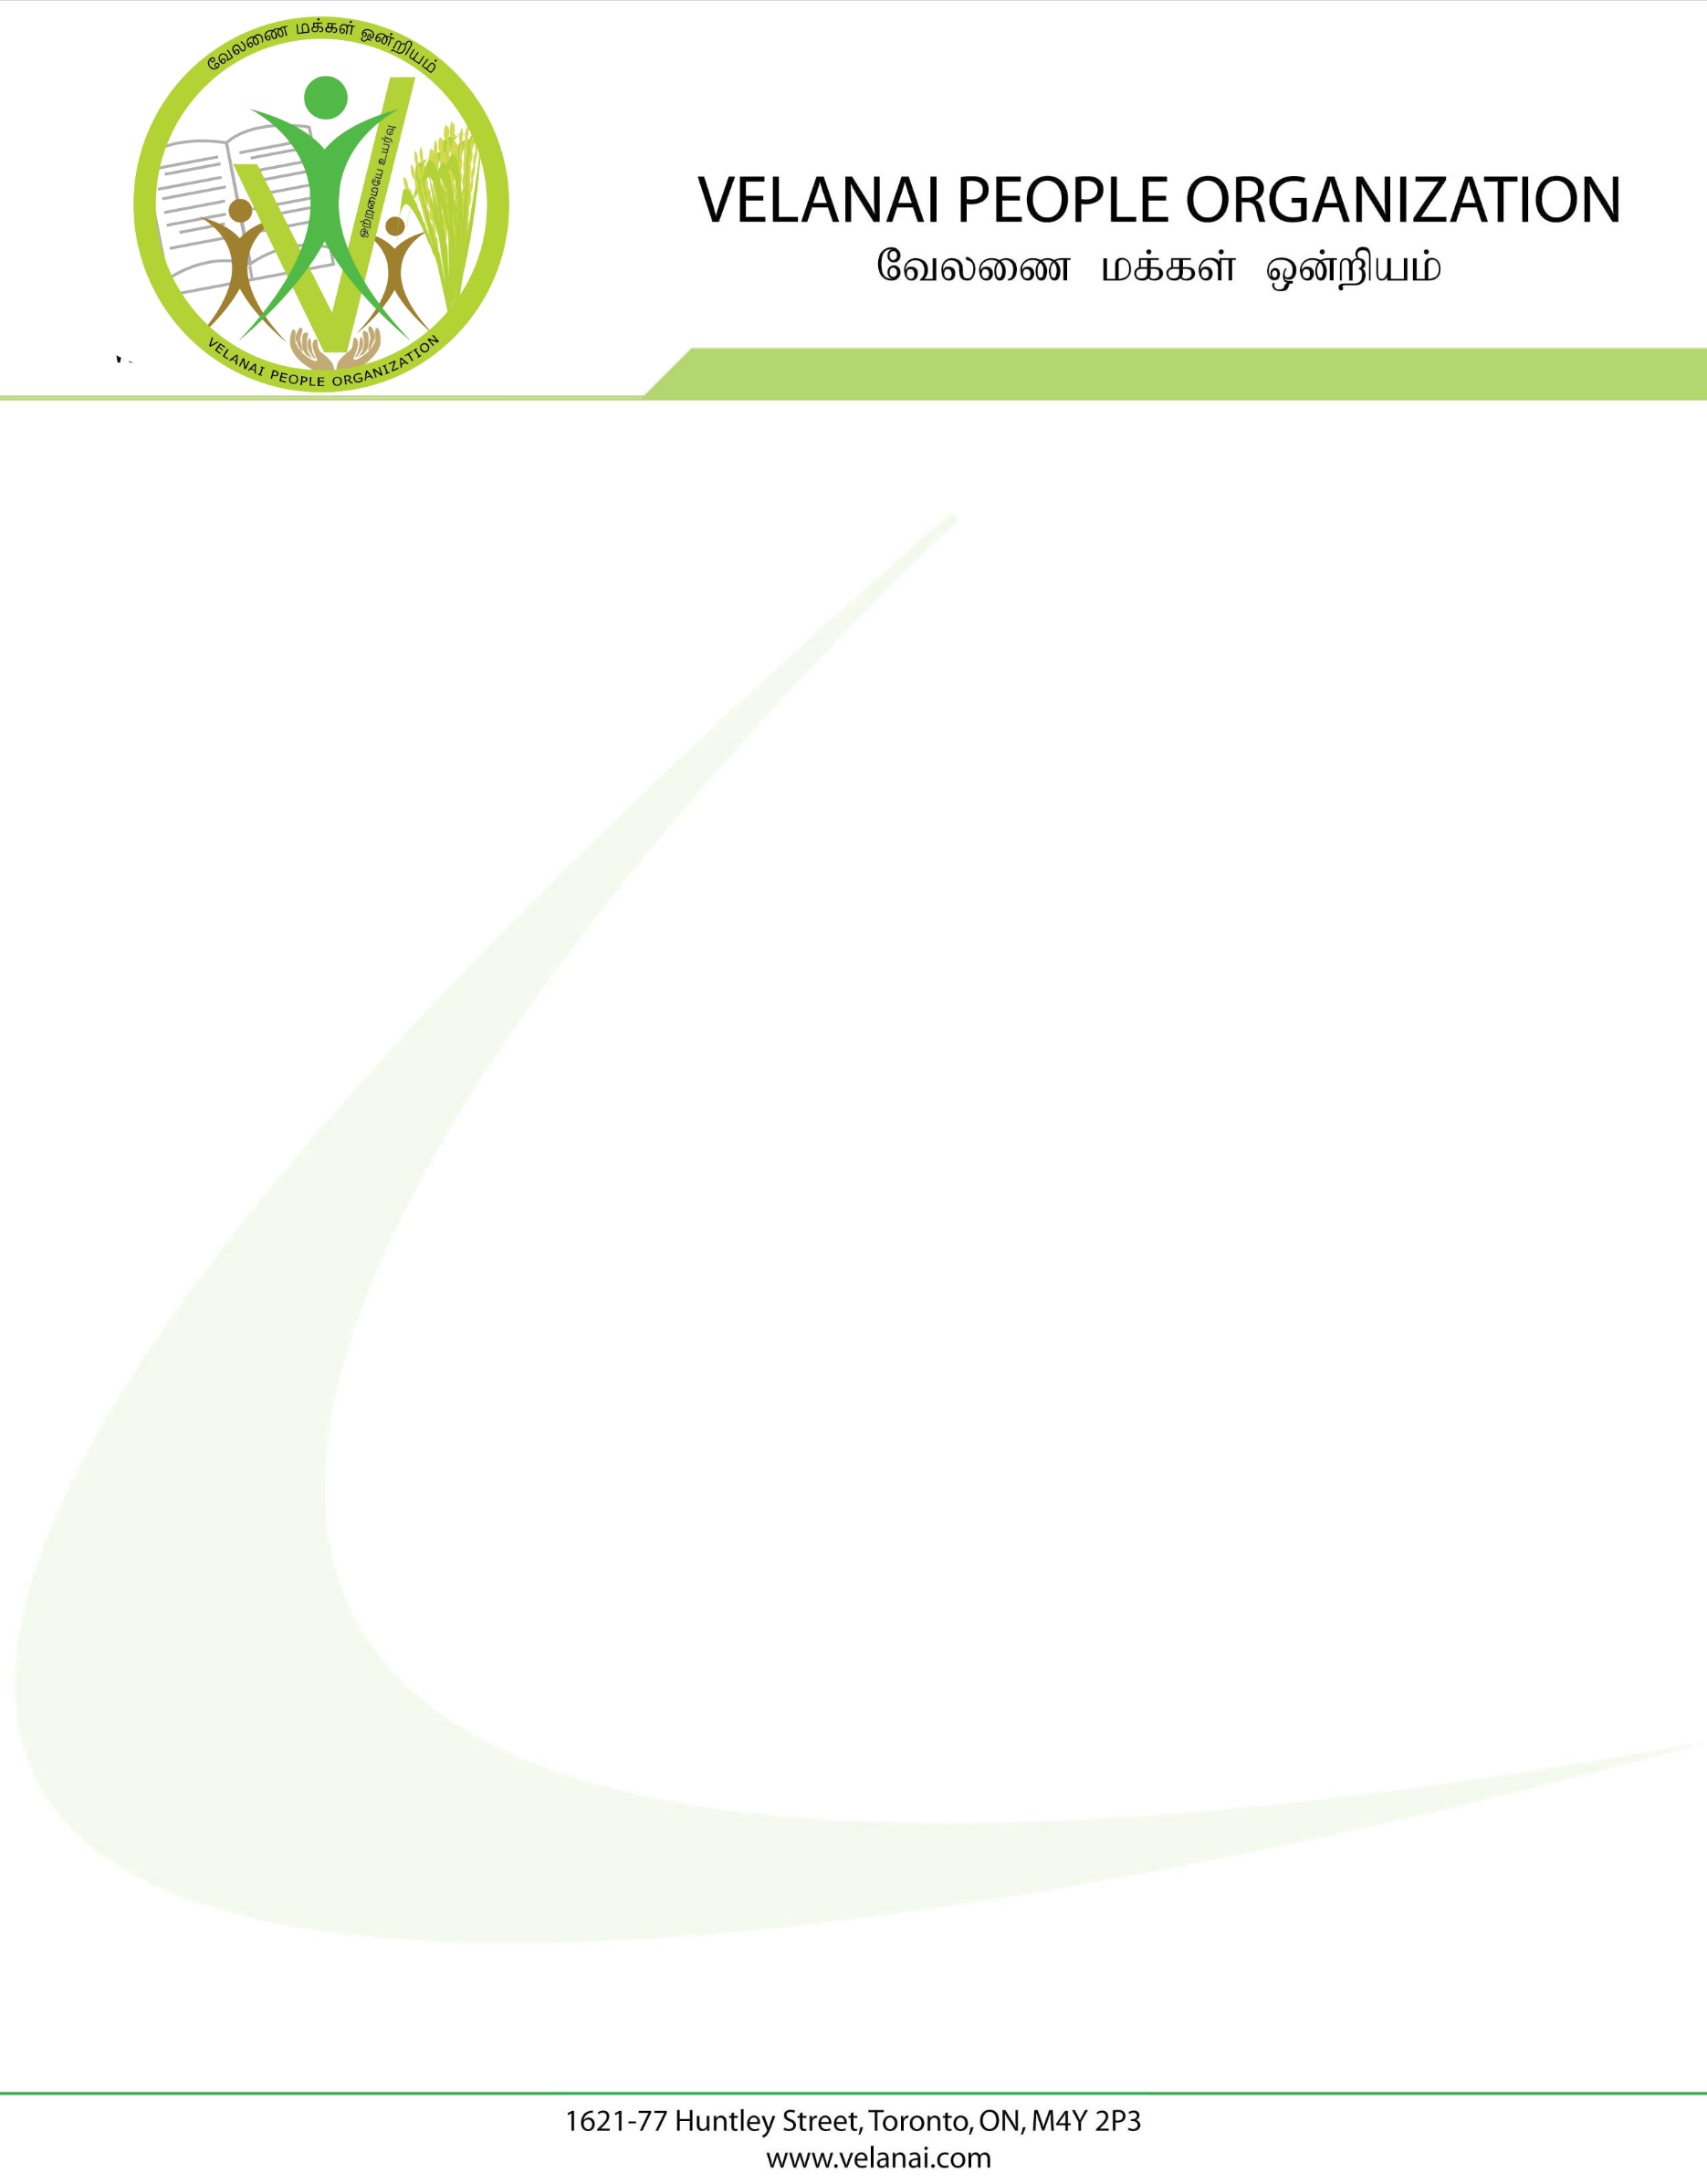 வேலணை மக்கள் ஒன்றியம்
ஒற்றுமையே உயர்வு
VELANAI PEOPLE ORGANIZATION
VELANAI PEOPLE ORGANIZATION
வேலணை மக்கள் ஒன்றியம்
1621-77 Huntley Street, Toronto, ON, M4Y 2P3
www.velanai.com